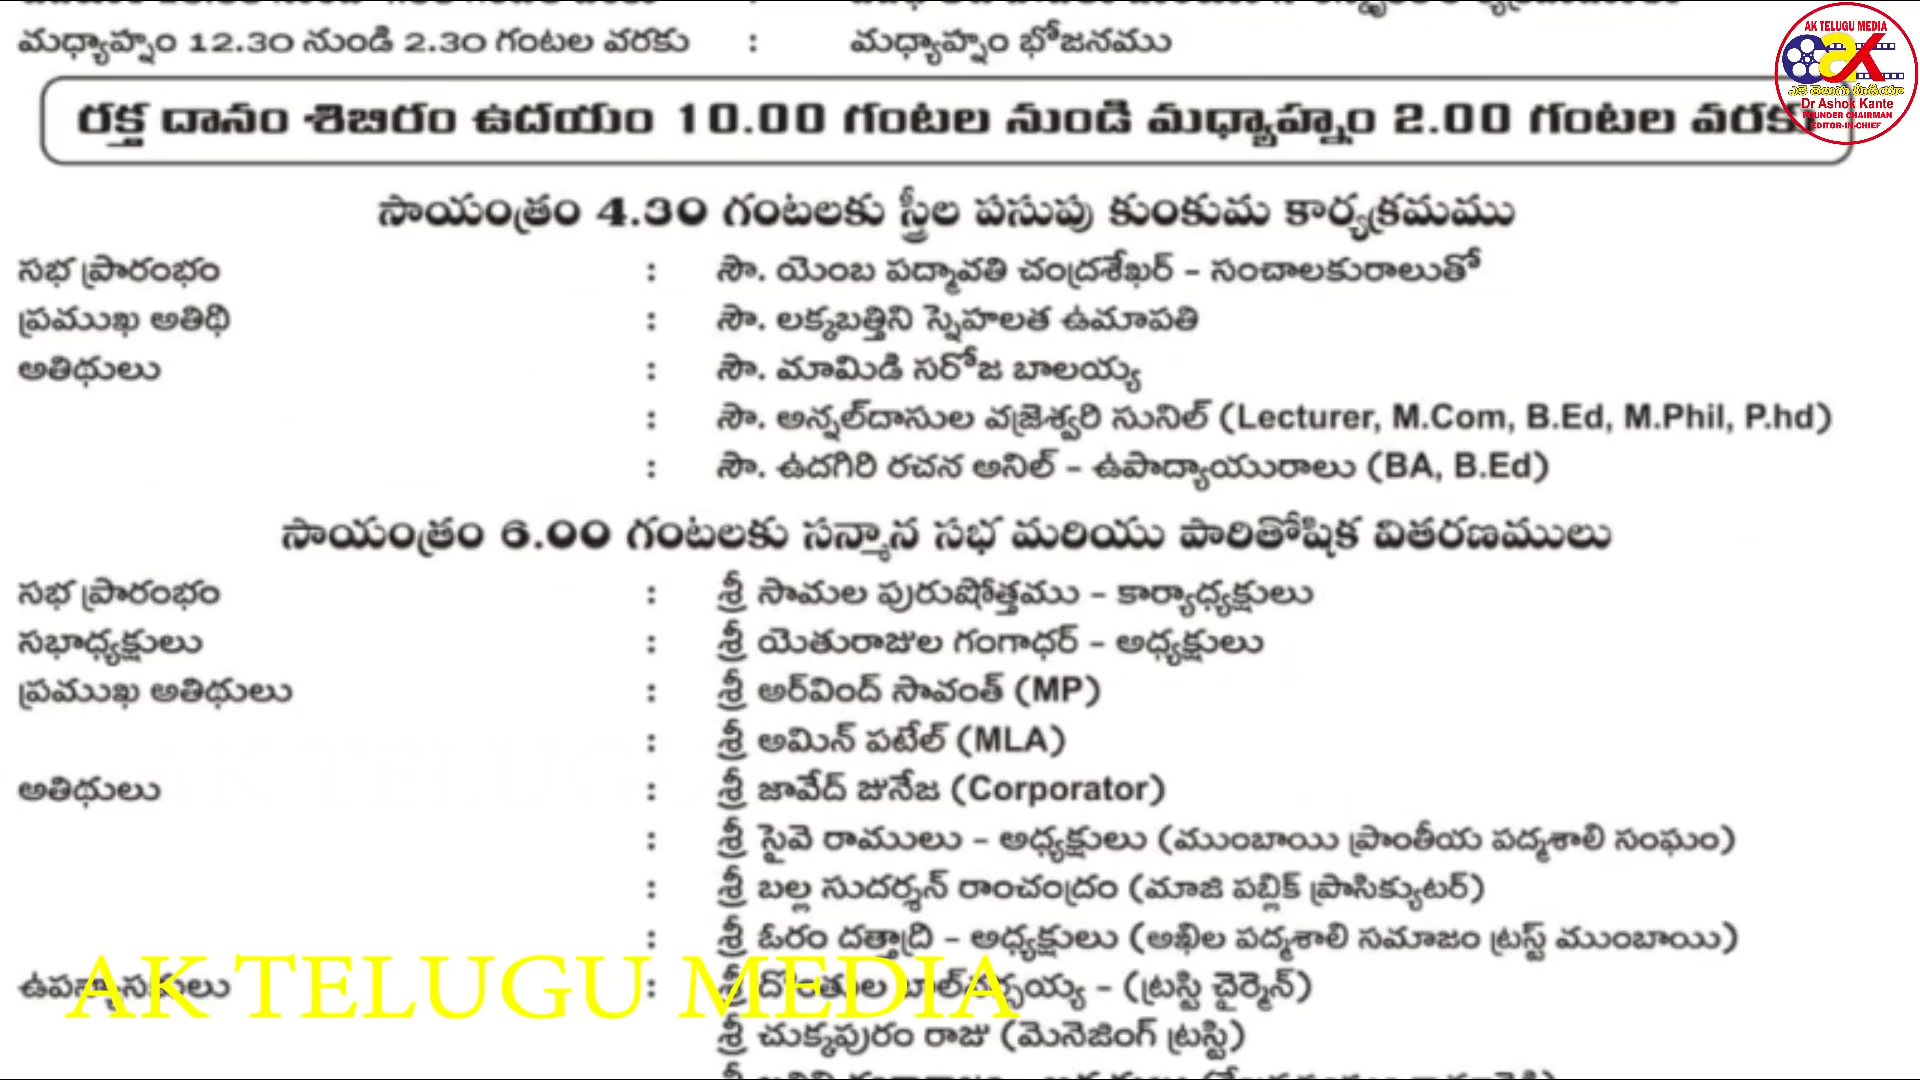 మధ్యాహ్నం 12.30 నుండి 2.30 గంటల వరకు : మధ్యాహ్నం భోజనము
రక్త దానం శిబిరం ఉదయం 10.00 గంటల నుండి మధ్యాహ్నం 2.00 గంటల వరకు
AK TELUGU MEDIA
ak
ఎకె తెలుగు మీడియా
Dr Ashok Kante
FOUNDER CHAIRMAN
EDITOR-IN-CHIEF
సాయంత్రం 4.30 గంటలకు స్త్రీల పసుపు కుంకుమ కార్యక్రమము
సభ ప్రారంభం : సౌ. యెంబ పద్మావతి చంద్రశేఖర్ - సంచాలకురాలుతో
ప్రముఖ అతిథి : సౌ. లక్కబత్తిని స్నెహలత ఉమాపతి
అతిథులు : సౌ. మామిడి సరోజ బాలయ్య
: సౌ. అన్నల్‌దాసుల వజ్రెశ్వరి సునిల్ (Lecturer, M.Com, B.Ed, M.Phil, P.hd)
: సౌ. ఉదగిరి రచన అనిల్ - ఉపాద్యాయురాలు (BA, B.Ed)
సాయంత్రం 6.00 గంటలకు సన్మాన సభ మరియు పారితోషిక వితరణములు
సభ ప్రారంభం : శ్రీ సామల పురుషోత్తము - కార్యాధ్యక్షులు
సభాధ్యక్షులు : శ్రీ యెతురాజుల గంగాధర్ - అధ్యక్షులు
ప్రముఖ అతిథులు : శ్రీ అర్‌వింద్ సావంత్ (MP)
: శ్రీ అమిన్ పటేల్ (MLA)
అతిథులు : శ్రీ జావేద్ జునేజ (Corporator)
: శ్రీ సైవె రాములు - అధ్యక్షులు (ముంబాయి ప్రాంతీయ పద్మశాలి సంఘం)
: శ్రీ బల్ల సుదర్శన్ రాంచంద్రం (మాజి పబ్లిక్ ప్రాసిక్యుటర్)
: శ్రీ ఓరం దత్తాద్రి - అధ్యక్షులు (అఖిల పద్మశాలి సమాజం ట్రస్ట్ ముంబాయి)
: శ్రీ - (ట్రస్టి చైర్మెన్)
AK TELUGU MEDIA
శ్రీ చుక్కపురం రాజు (మెనెజింగ్ ట్రస్టి)